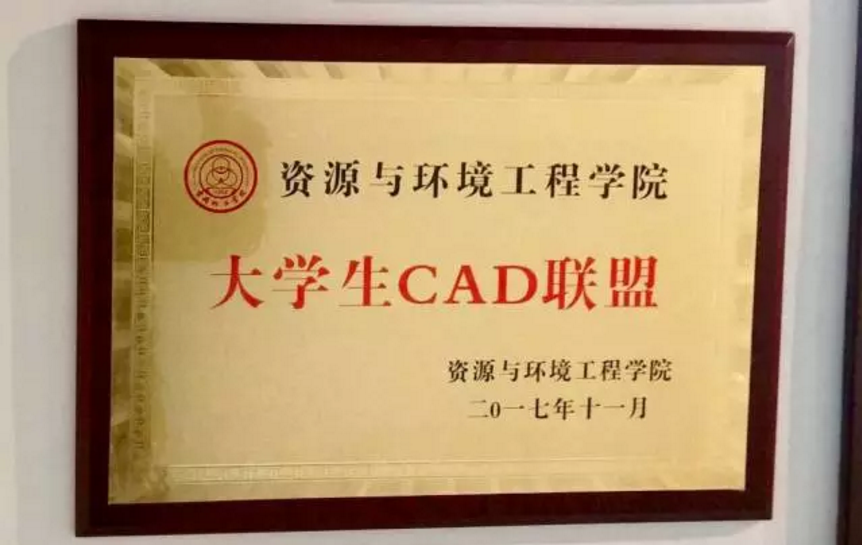 资源与环境工程学院
大学生CAD联盟
资源与环境工程学院
二0一七年十一月